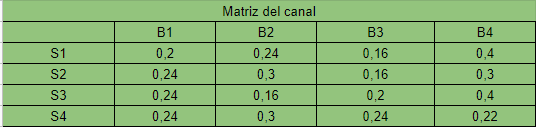 Matriz del canal
B1 B2 B3 B4
S1 0,2 0,24 0,16 0,4
S2 0,24 0,3 0,16 0,3
S3 0,24 0,16 0,2 0,4
S4 0,24 0,3 0,24 0,22